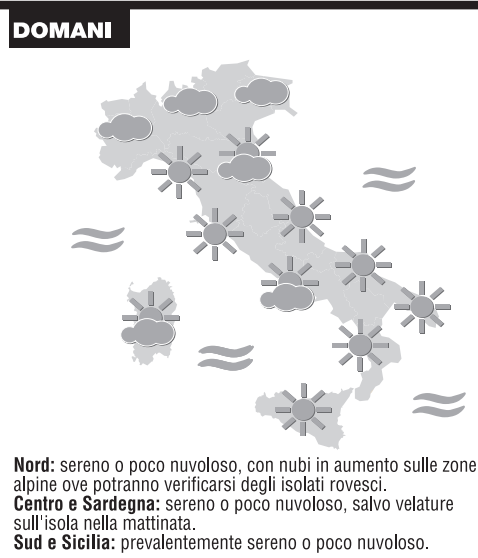 DOMANI
Nord: sereno o poco nuvoloso, con nubi in aumento sulle zone
alpine ove potranno verificarsi degli isolati rovesci.
Centro e Sardegna: sereno o poco nuvoloso, salvo velature
sull'isola nella mattinata.
Sud e Sicilia: prevalentemente sereno o poco nuvoloso.